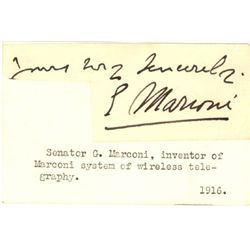 Yours very sincerely.
G Marconi
Senator G. Marconi, inventor of
Marconi system of wireless tele-
graphy.
1916.